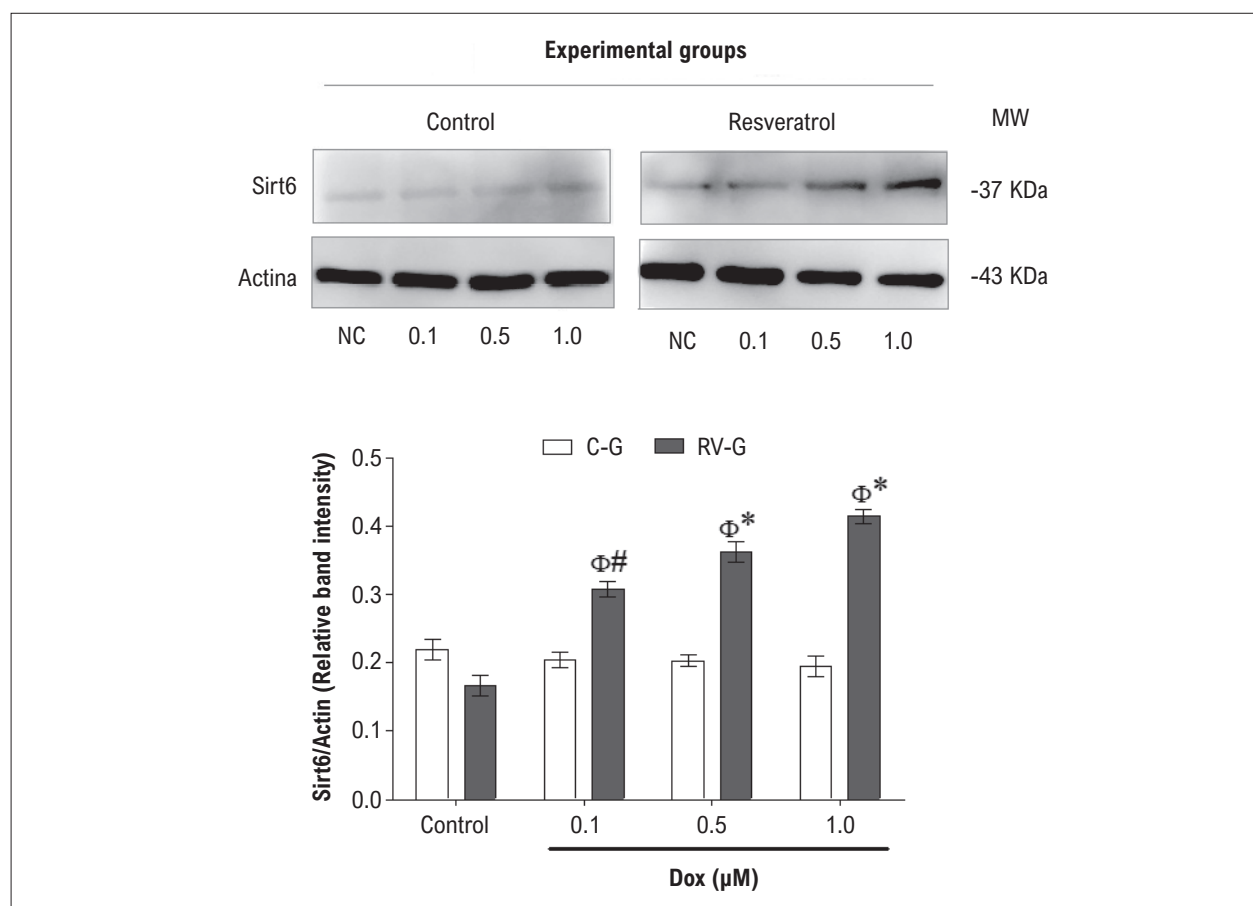 Experimental groups
Control Resveratrol MW
Sirt6 -37 KDa
Actina -43 KDa
NC 0.1 0.5 1.0 NC 0.1 0.5 1.0
C-G RV-G
Sirt6/Actin (Relative band intensity)
0.5
0.4
0.3
0.2
0.1
0.0
Φ# Φ* Φ*
Control 0.1 0.5 1.0
Dox (µM)